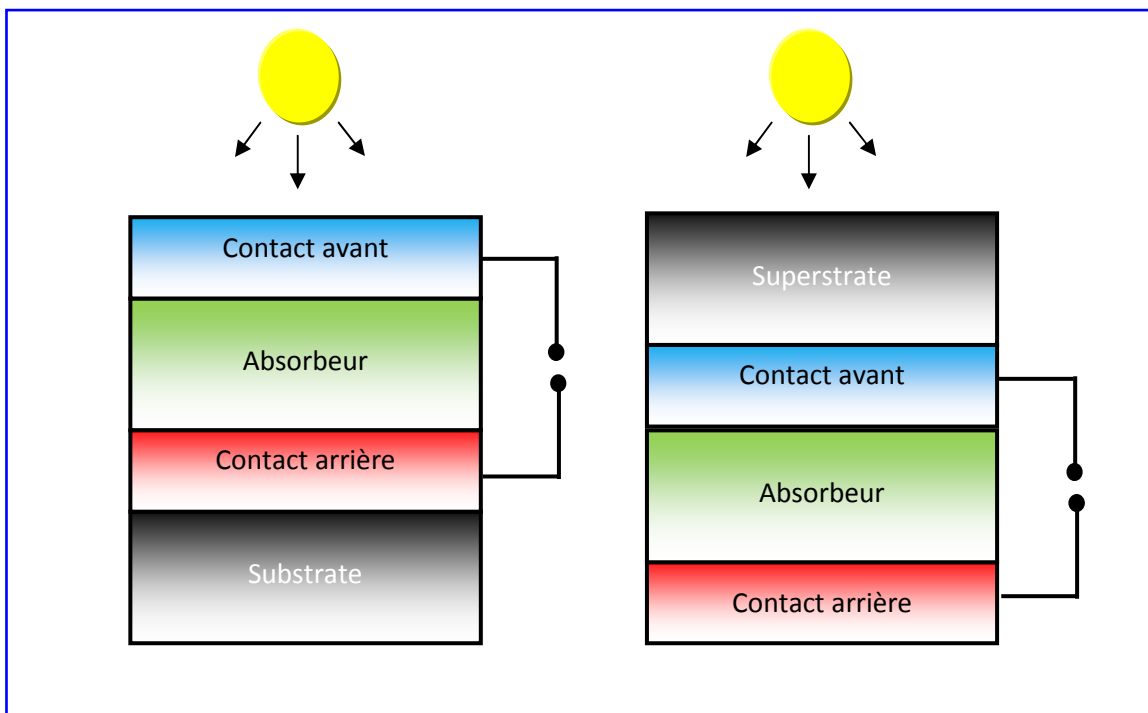 Contact avant
Absorbeur
Contact arrière
Substrate
Superstrate
Contact avant
Absorbeur
Contact arrière